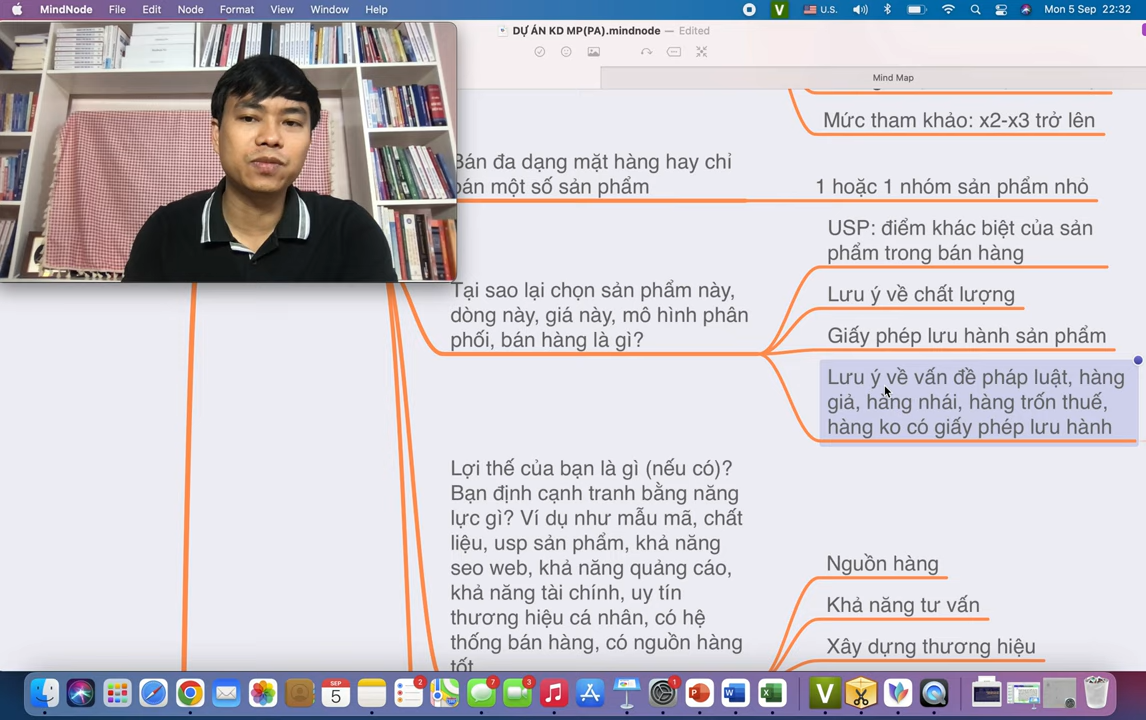 MindNode File Edit Node Format View Window Help
V
U.S.
Mon 5 Sep 22:32
DỰ ÁN KD MP(PA).mindnode — Edited
Mind Map
Mức tham khảo: x2-x3 trở lên
Bán đa dạng mặt hàng hay chỉ
bán một số sản phẩm
1 hoặc 1 nhóm sản phẩm nhỏ
USP: điểm khác biệt của sản
phẩm trong bán hàng
Tại sao lại chọn sản phẩm này,
dòng này, giá này, mô hình phân
phối, bán hàng là gì?
Lưu ý về chất lượng
Giấy phép lưu hành sản phẩm
Lưu ý về vấn đề pháp luật, hàng
giả, hàng nhái, hàng trốn thuế,
hàng ko có giấy phép lưu hành
Lợi thế của bạn là gì (nếu có)?
Bạn định cạnh tranh bằng năng
lực gì? Ví dụ như mẫu mã, chất
liệu, usp sản phẩm, khả năng
seo web, khả năng quảng cáo,
khả năng tài chính, uy tín
thương hiệu cá nhân, có hệ
thống bán hàng, có nguồn hàng
tốt
Nguồn hàng
Khả năng tư vấn
Xây dựng thương hiệu
SEP
5
2
7
3
1
P
W
X
V